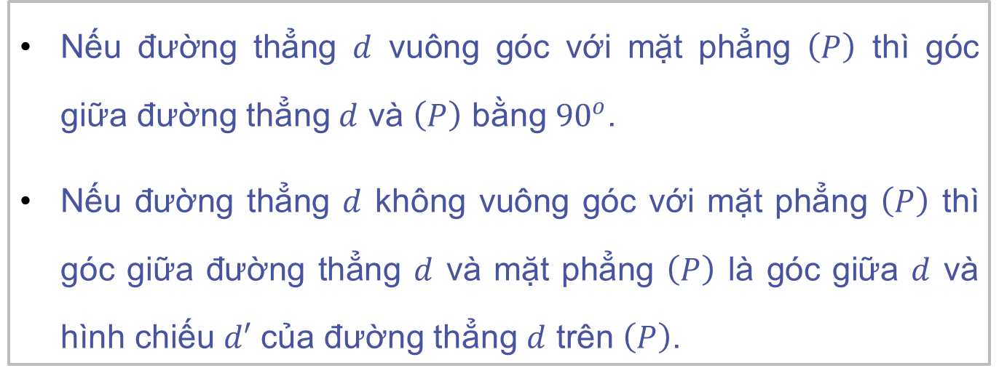 • Nếu đường thẳng d vuông góc với mặt phẳng (P) thì góc
giữa đường thẳng d và (P) bằng 90ᵒ.
• Nếu đường thẳng d không vuông góc với mặt phẳng (P) thì
góc giữa đường thẳng d và mặt phẳng (P) là góc giữa d và
hình chiếu d′ của đường thẳng d trên (P).